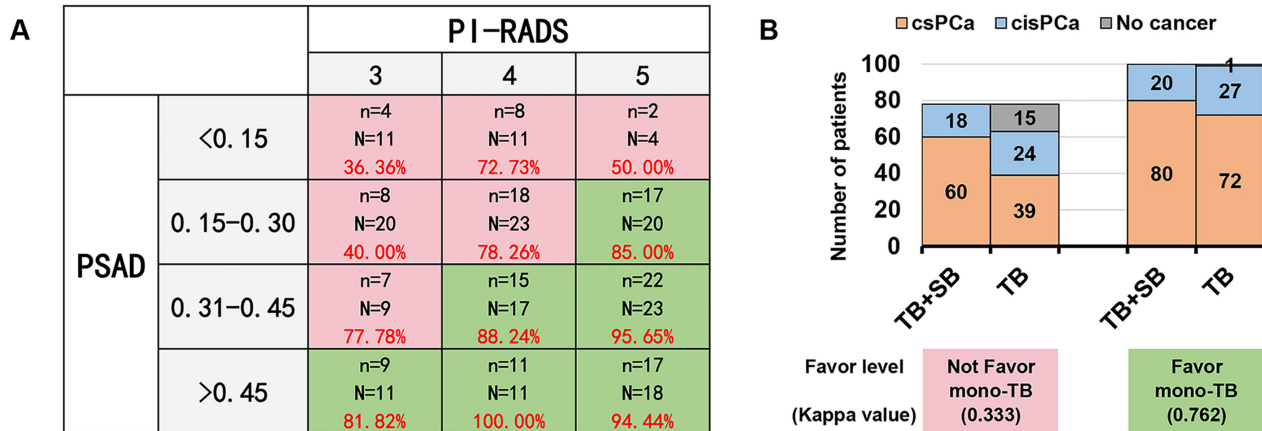 A
PI-RADS
3 4 5
PSAD
<0.15
n=4 n=8 n=2
N=11 N=11 N=4
36.36% 72.73% 50.00%
0.15-0.30
n=8 n=18 n=17
N=20 N=23 N=20
40.00% 78.26% 85.00%
0.31-0.45
n=7 n=15 n=22
N=9 N=17 N=23
77.78% 88.24% 95.65%
>0.45
n=9 n=11 n=17
N=11 N=11 N=18
81.82% 100.00% 94.44%
B
csPCa cisPCa No cancer
Number of patients
100
80
60
40
20
0
18
60
15
24
39
20
80
1
27
72
TB+SB TB TB+SB TB
Favor level
(Kappa value)
Not Favor
mono-TB
(0.333)
Favor
mono-TB
(0.762)